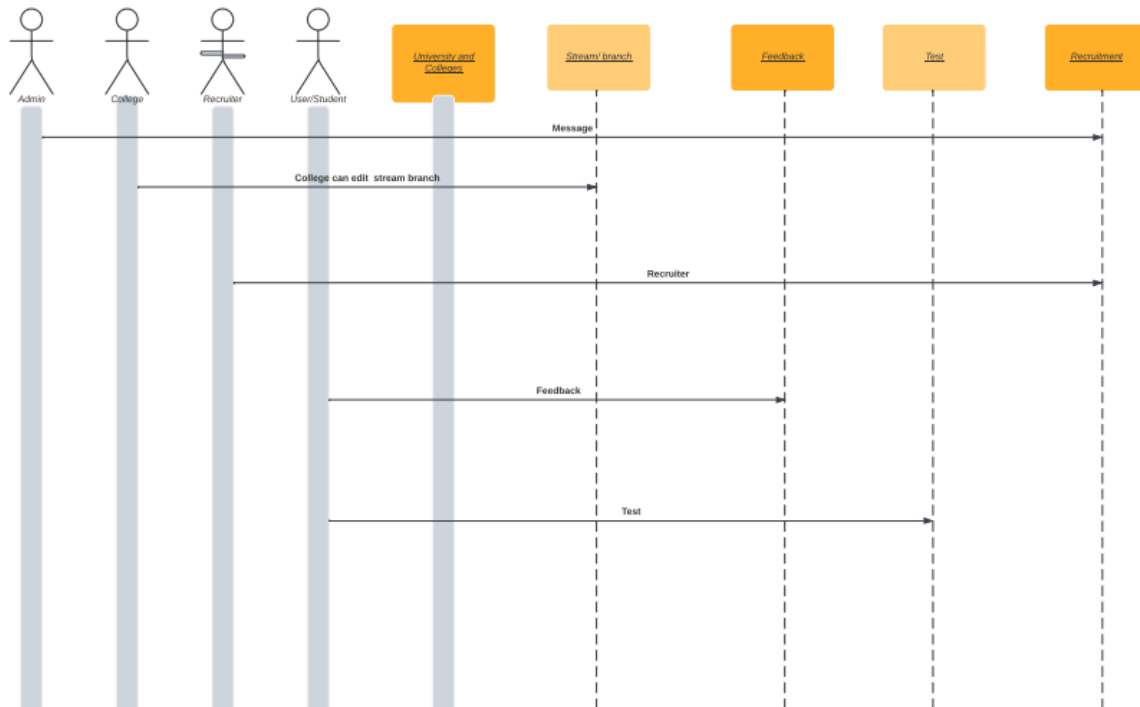 University and
Colleges
Stream/ branch
Feedback
Test
Recruitment
Admin
College
Recruiter
User/Student
Message
College can edit  stream branch
Recruiter
Feedback
Test